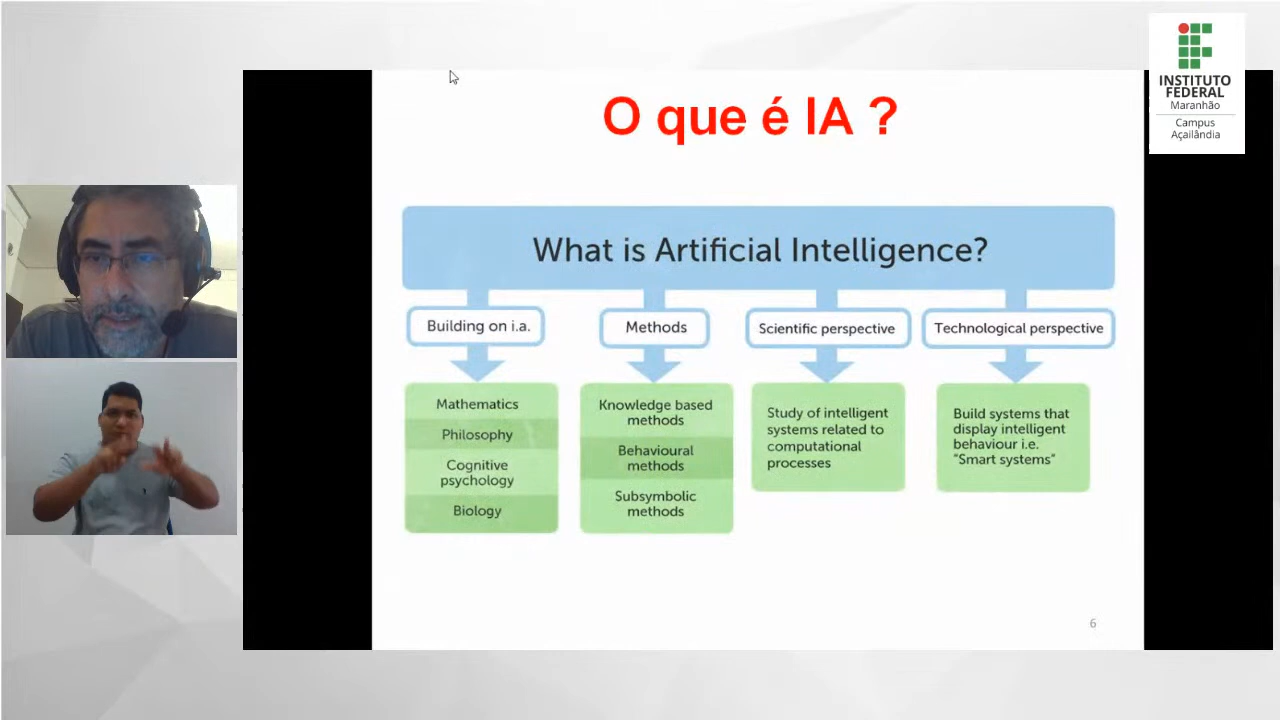 INSTITUTO
FEDERAL
Maranhão
Campus
Açailândia
O que é IA ?
What is Artificial Intelligence?
Building on i.a.
Methods
Scientific perspective
Technological perspective
Mathematics
Philosophy
Cognitive
psychology
Biology
Knowledge based
methods
Behavioural
methods
Subsymbolic
methods
Study of intelligent
systems related to
computational
processes
Build systems that
display intelligent
behaviour i.e.
"Smart systems"
6